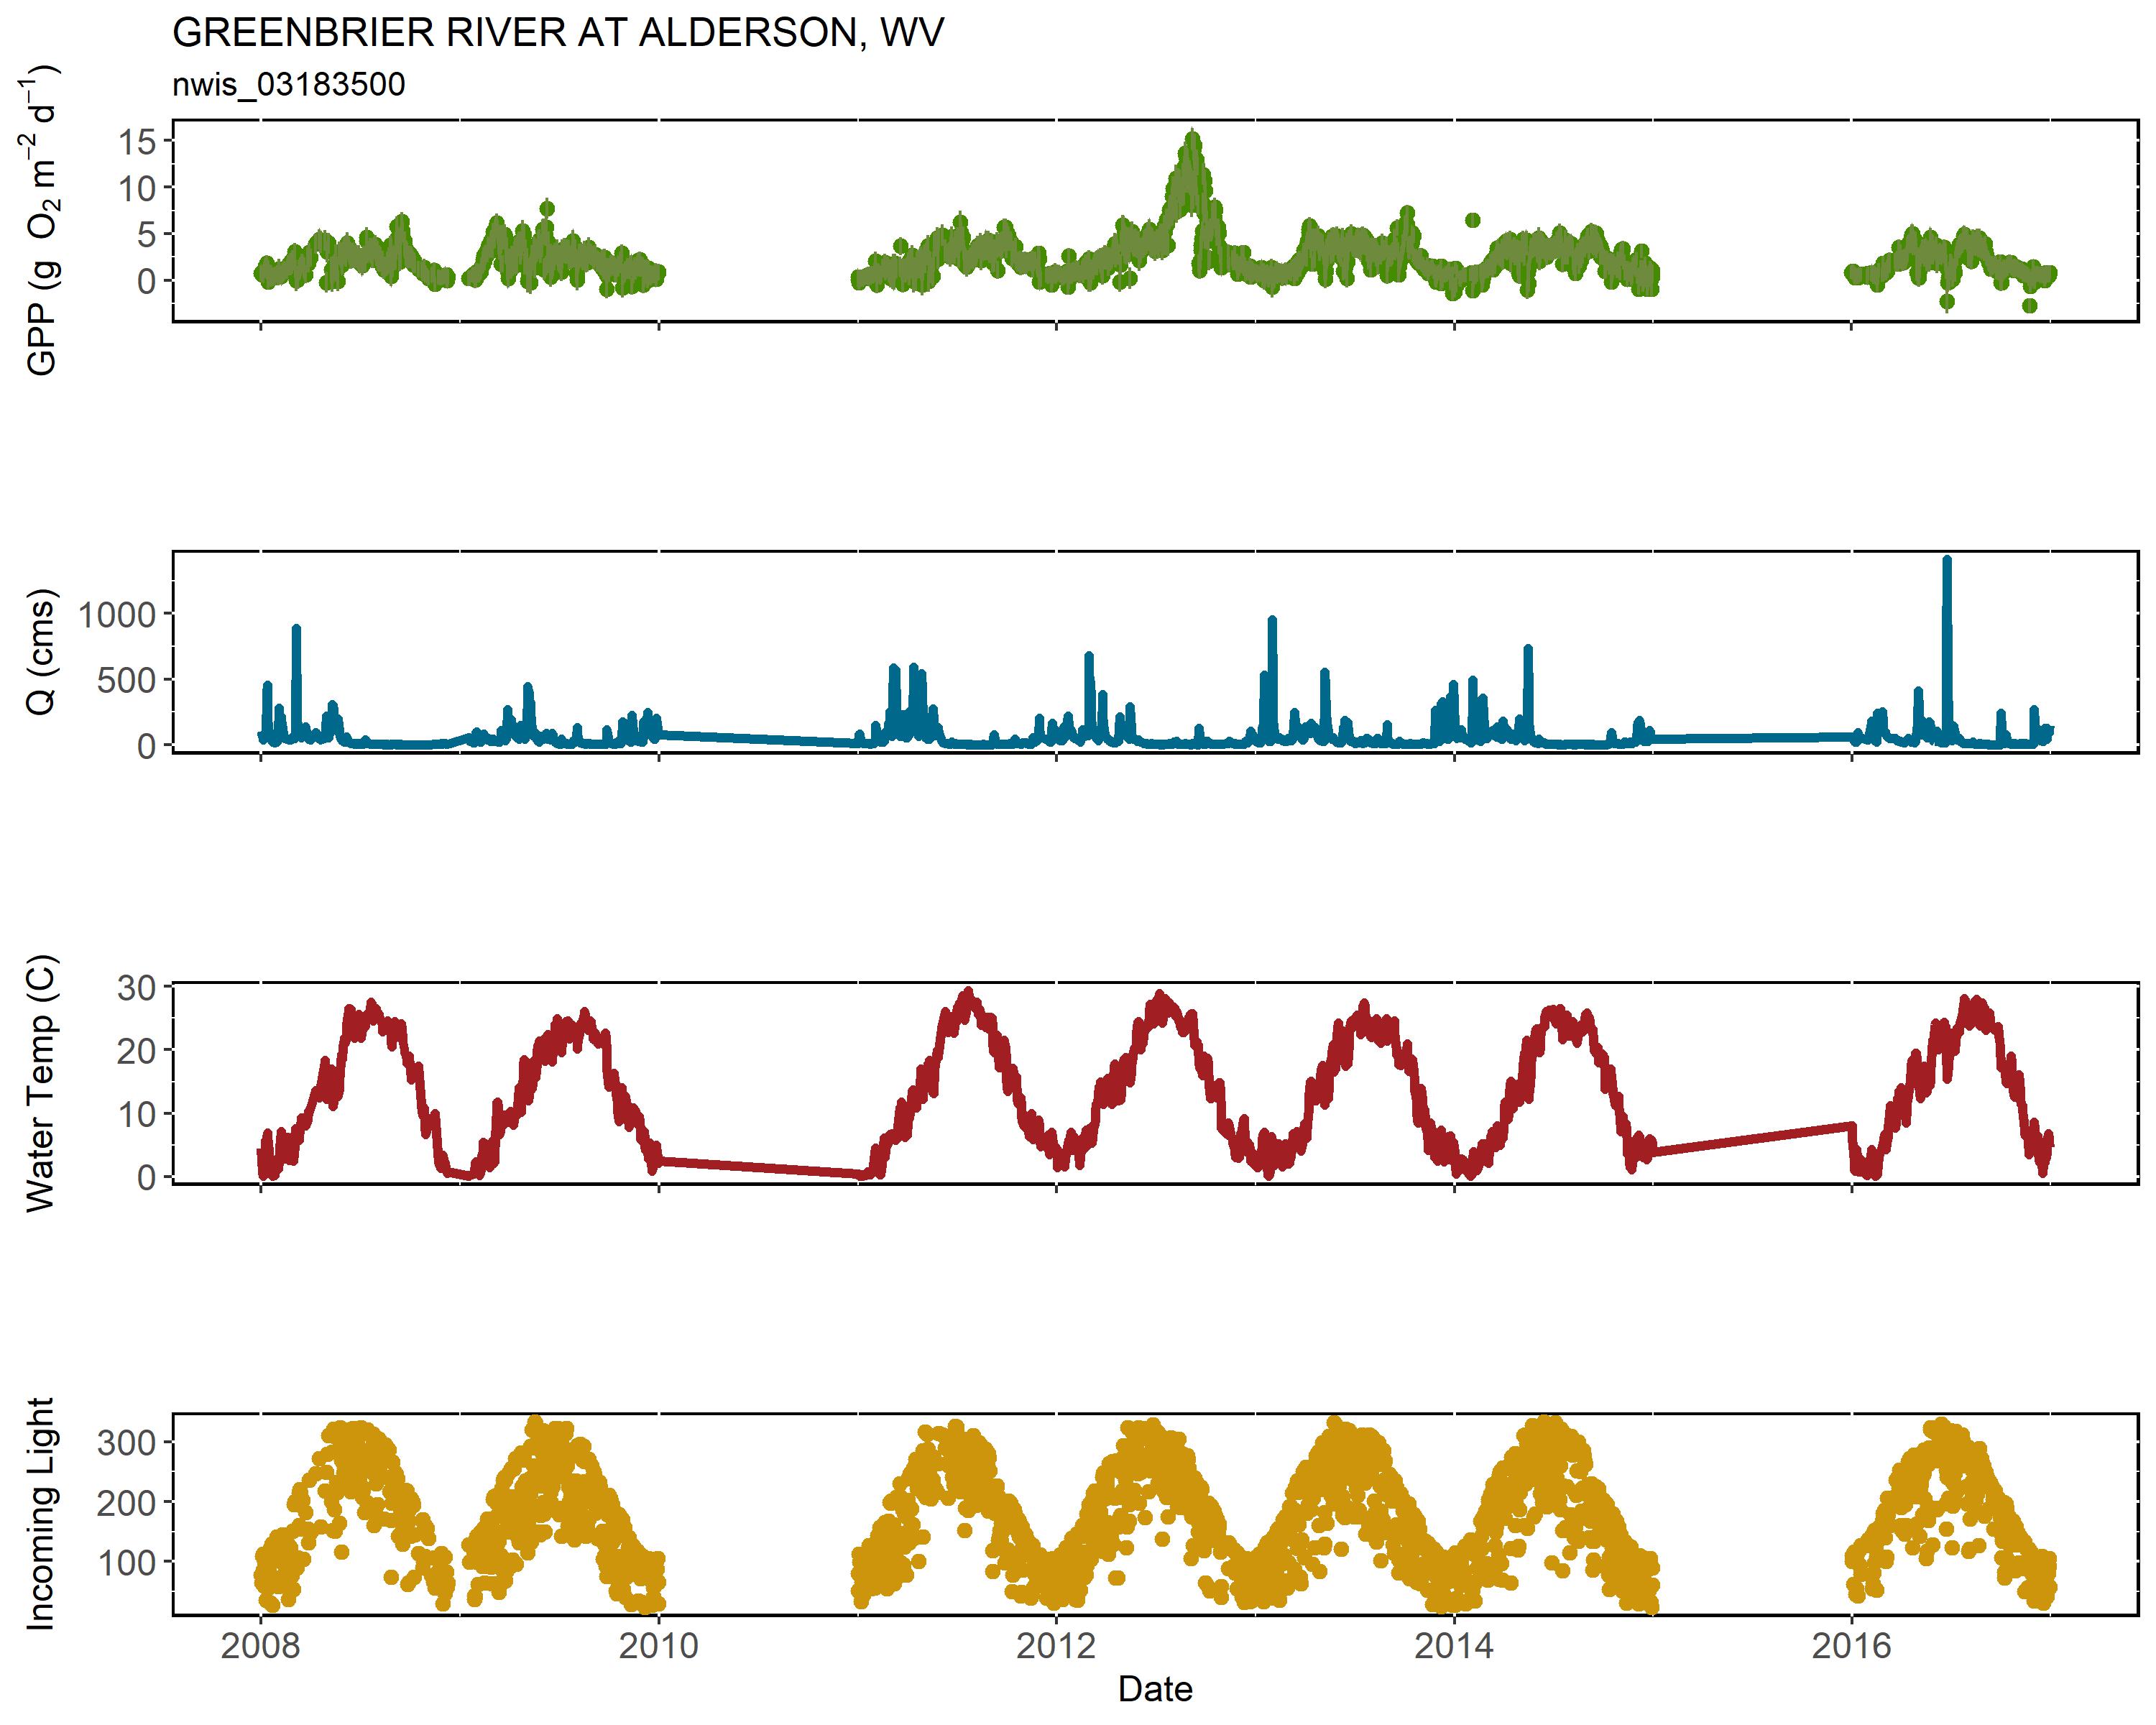 GREENBRIER RIVER AT ALDERSON, WV
nwis_03183500
GPP (g O₂ m⁻² d⁻¹)
15
10
5
0
Q (cms)
1000
500
0
Water Temp (C)
30
20
10
0
Incoming Light
300
200
100
2008 2010 2012 2014 2016
Date